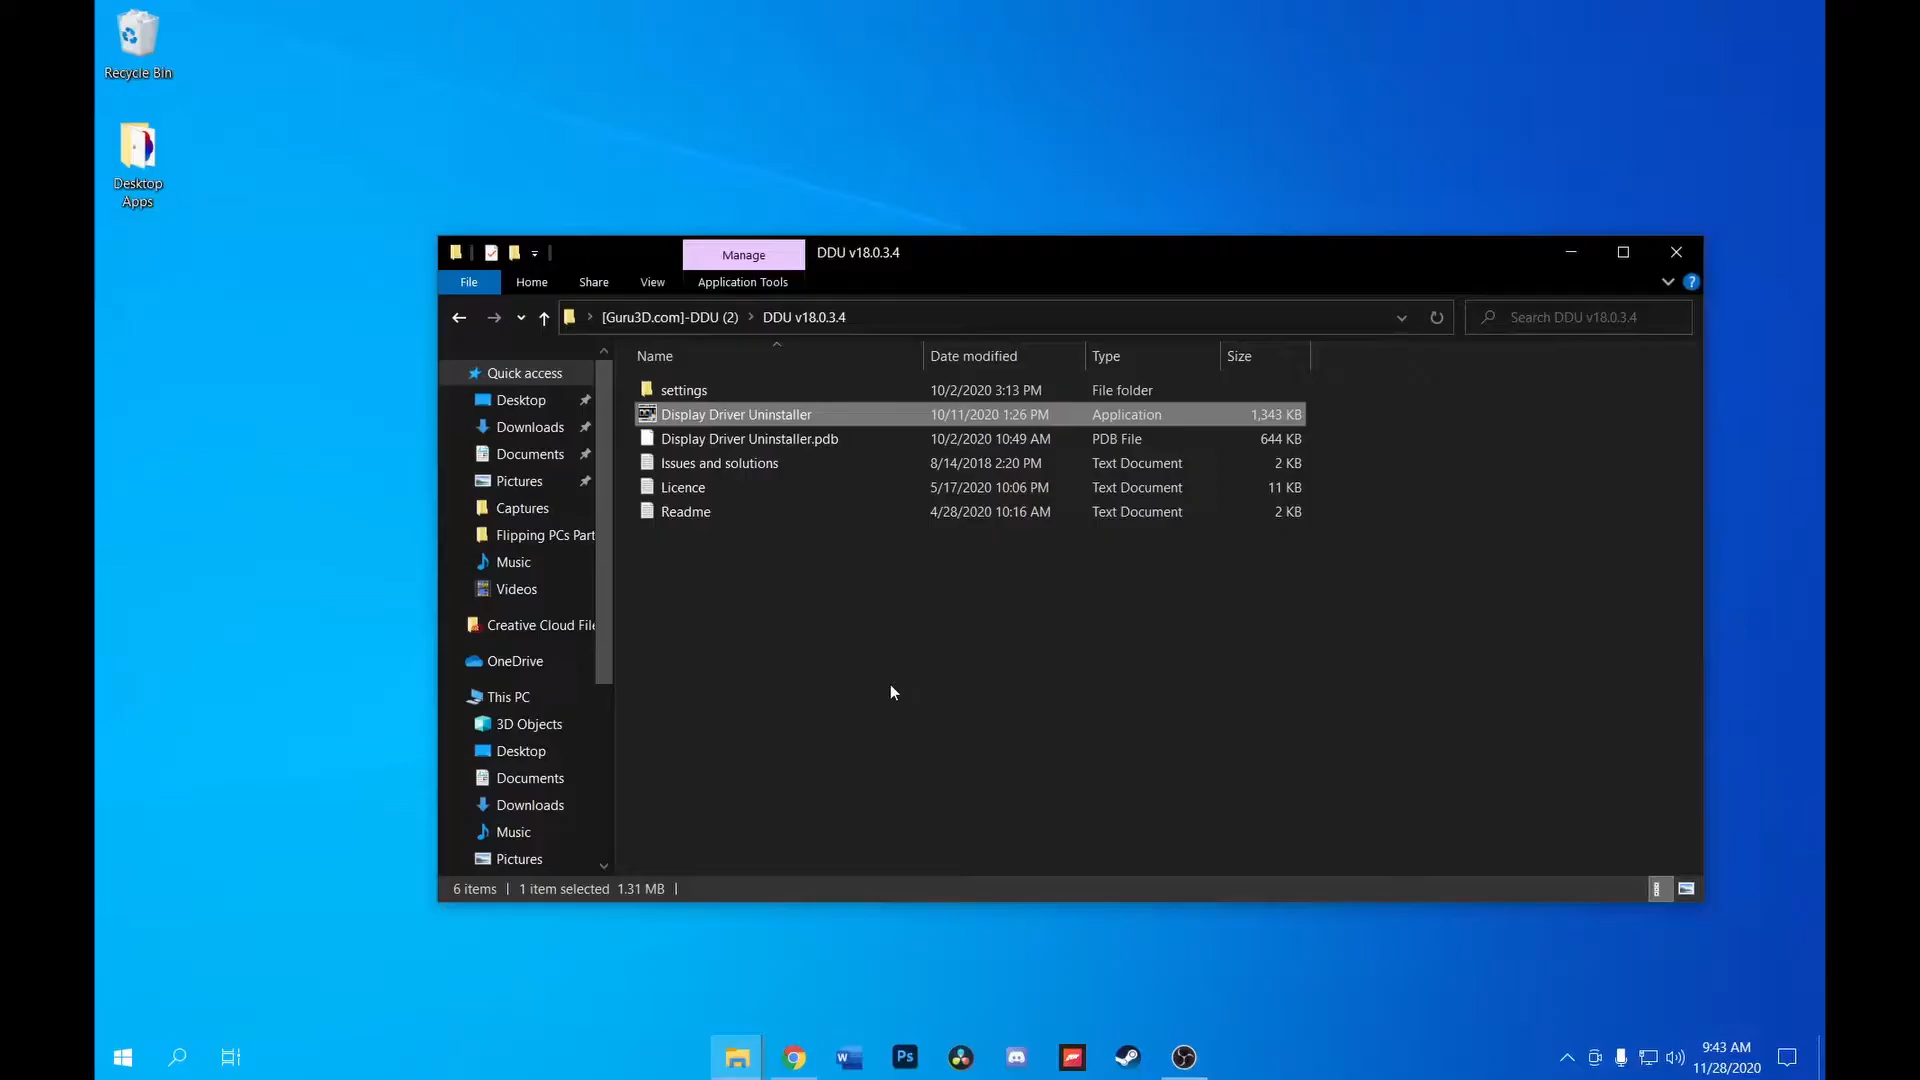 Recycle Bin
Desktop
Apps
Manage
DDU v18.0.3.4
File
Home
Share
View
Application Tools
?
[Guru3D.com]-DDU (2)
DDU v18.0.3.4
Search DDU v18.0.3.4
Name
Date modified
Type
Size
settings
10/2/2020 3:13 PM
File folder
Display Driver Uninstaller
10/11/2020 1:26 PM
Application
1,343 KB
Display Driver Uninstaller.pdb
10/2/2020 10:49 AM
PDB File
644 KB
Issues and solutions
8/14/2018 2:20 PM
Text Document
2 KB
Licence
5/17/2020 10:06 PM
Text Document
11 KB
Readme
4/28/2020 10:16 AM
Text Document
2 KB
Quick access
Desktop
Downloads
Documents
Pictures
Captures
Flipping PCs Part
Music
Videos
Creative Cloud File
OneDrive
This PC
3D Objects
Desktop
Documents
Downloads
Music
Pictures
6 items
1 item selected 1.31 MB
W
Ps
9:43 AM
11/28/2020